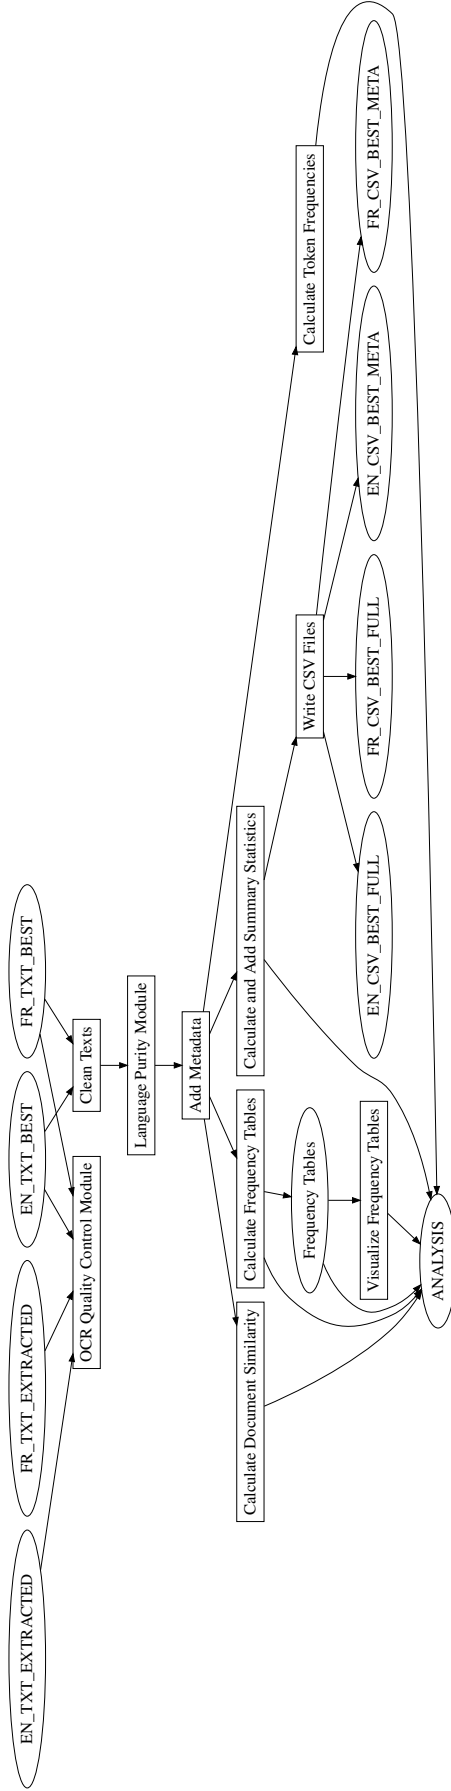 EN_TXT_EXTRACTED
FR_TXT_EXTRACTED
EN_TXT_BEST
FR_TXT_BEST
OCR Quality Control Module
Clean Texts
Language Purity Module
Add Metadata
Calculate Document Similarity
Calculate Frequency Tables
Calculate and Add Summary Statistics
Frequency Tables
Write CSV Files
Calculate Token Frequencies
Visualize Frequency Tables
EN_CSV_BEST_FULL
FR_CSV_BEST_FULL
EN_CSV_BEST_META
FR_CSV_BEST_META
ANALYSIS